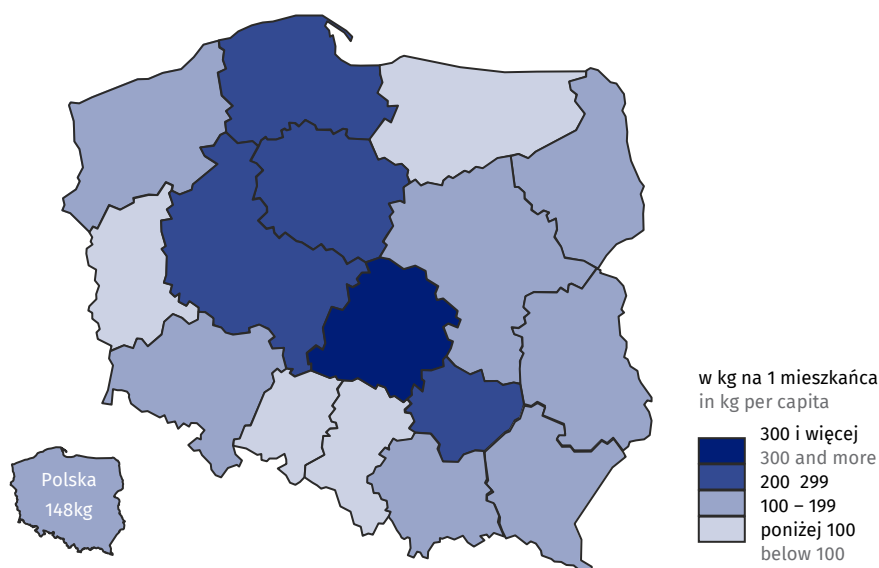 w kg na 1 mieszkańca
in kg per capita
300 i więcej
300 and more
200 299
100 – 199
poniżej 100
below 100
Polska
148kg